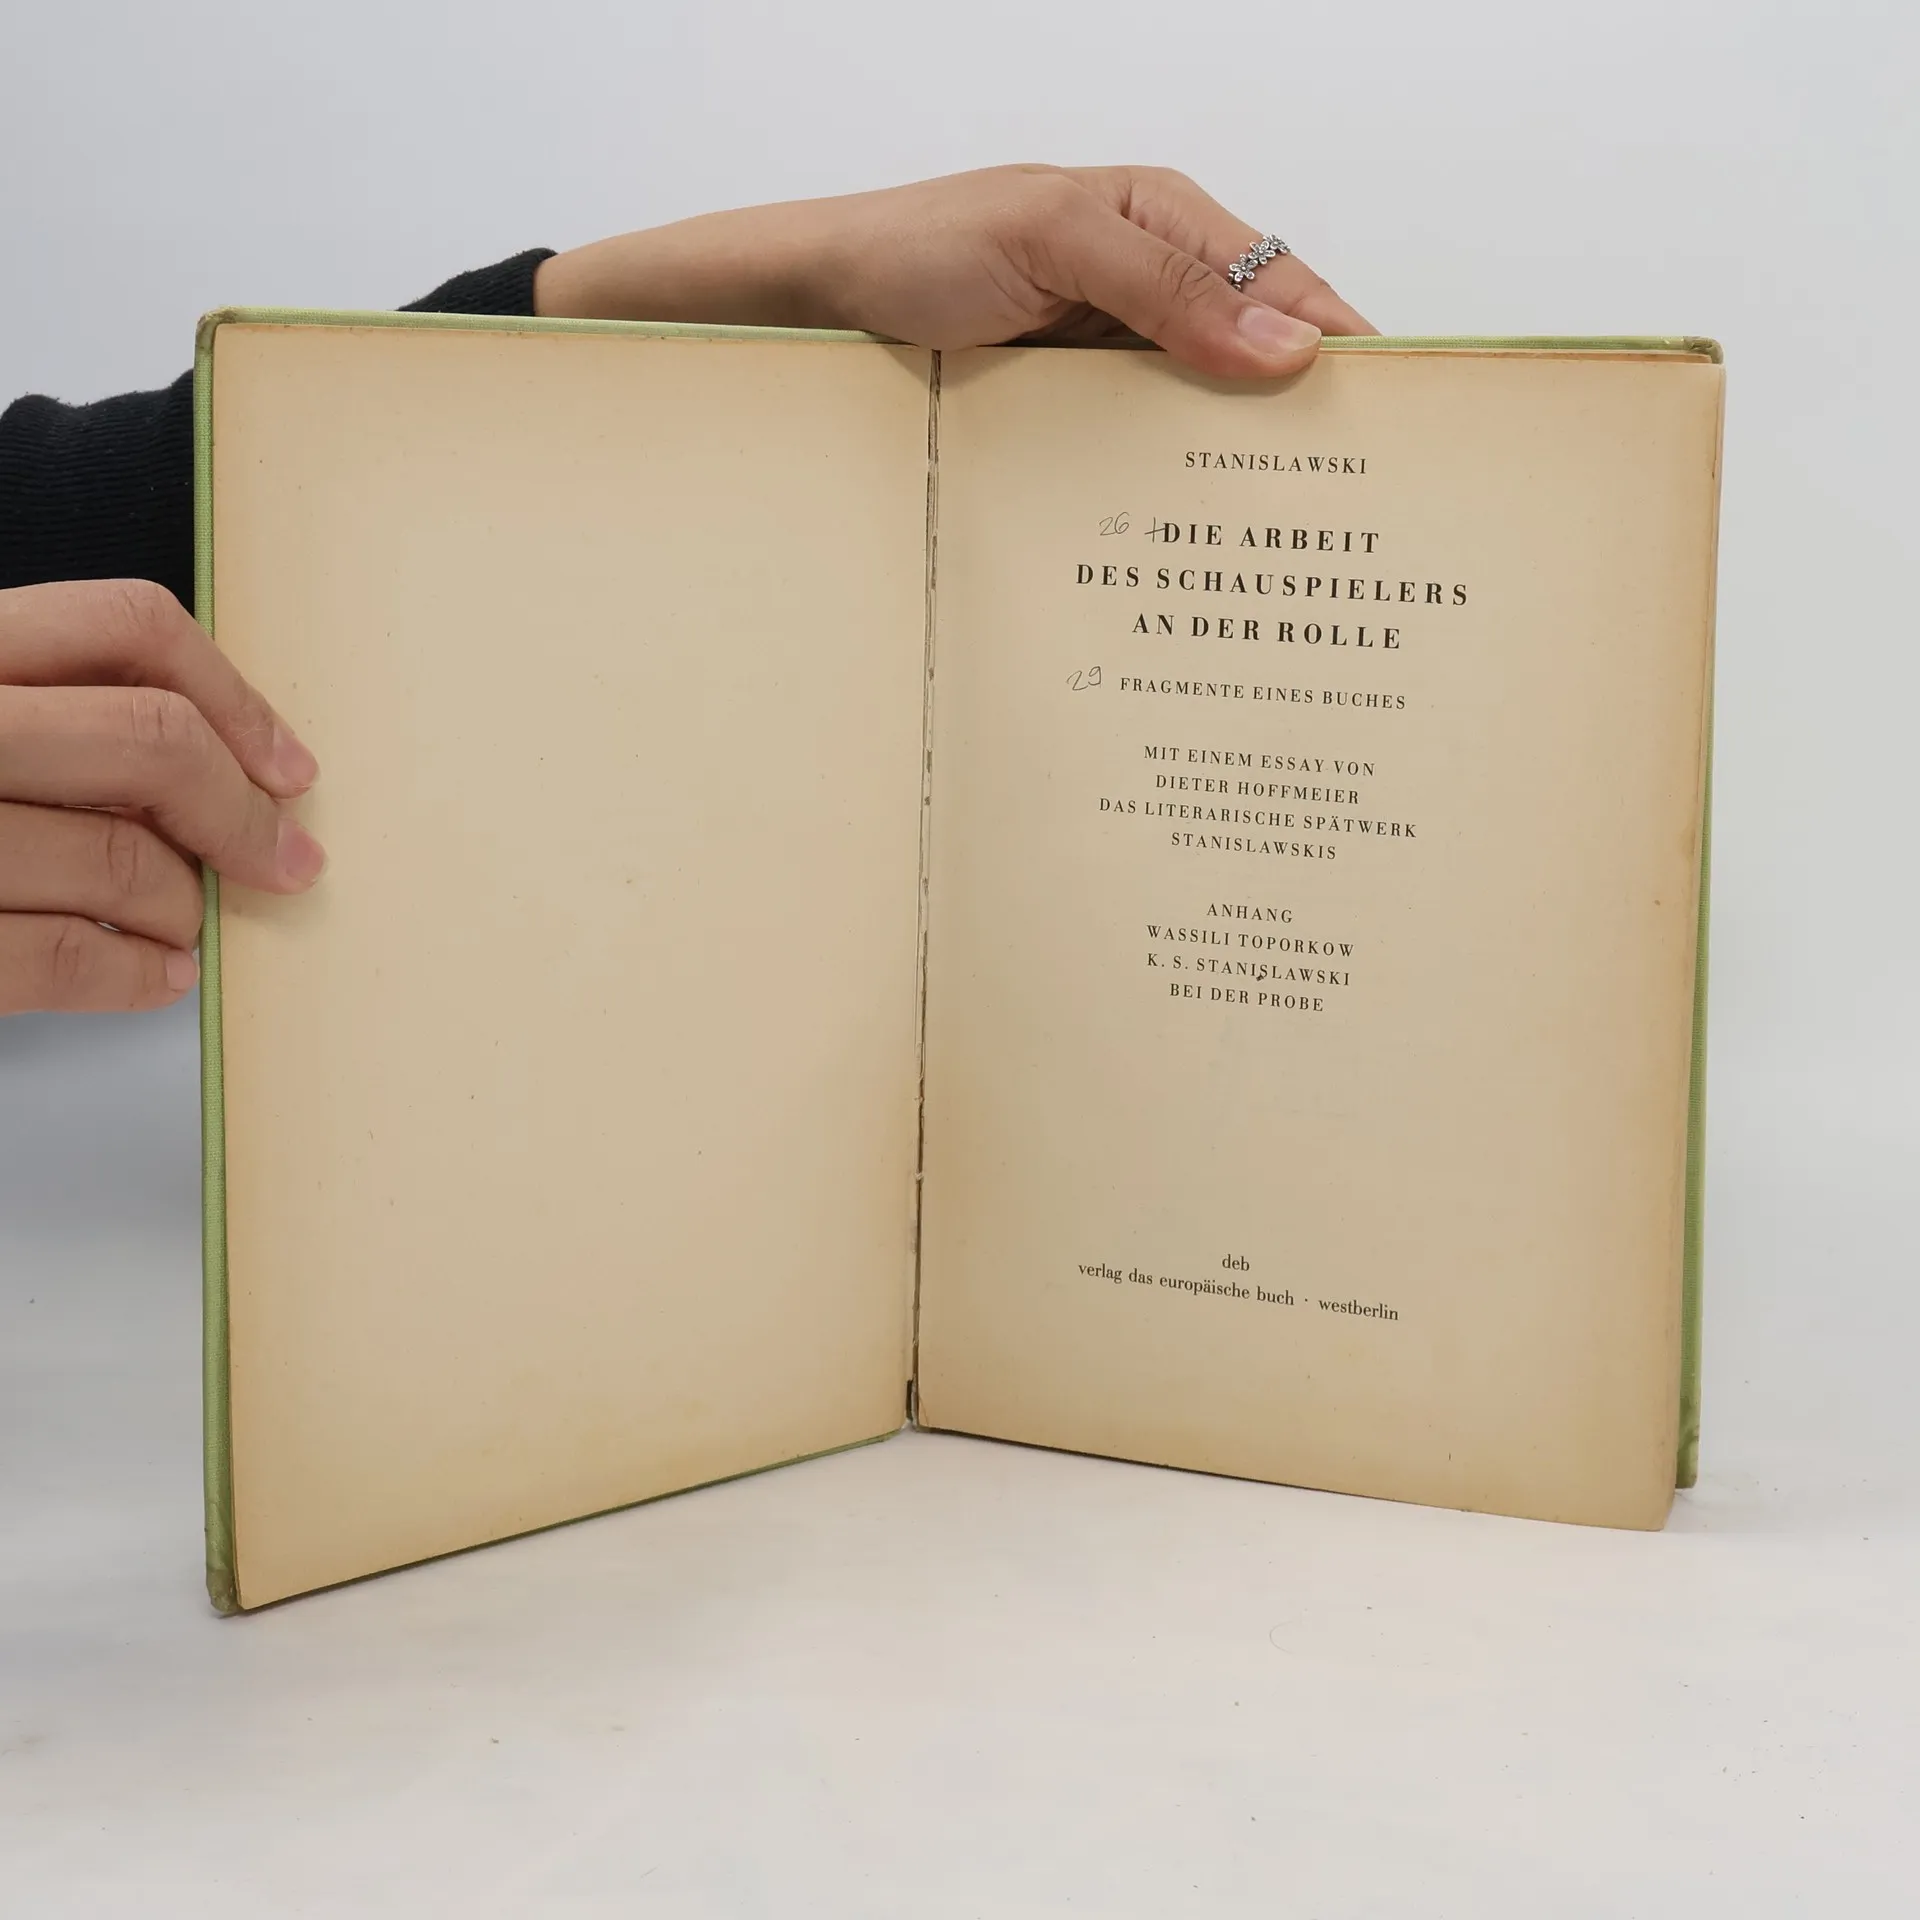 STANISLAWSKI
26 + DIE ARBEIT
DES SCHAUSPIELERS
AN DER ROLLE
29 FRAGMENTE EINES BUCHES
MIT EINEM ESSAY VON
DIETER HOFFMEIER
DAS LITERARISCHE SPÄTWERK
STANISLAWSKIS
ANHANG
WASSILI TOPORKOW
K. S. STANISLAWSKI
BEI DER PROBE
deb
verlag das europäische buch · westberlin